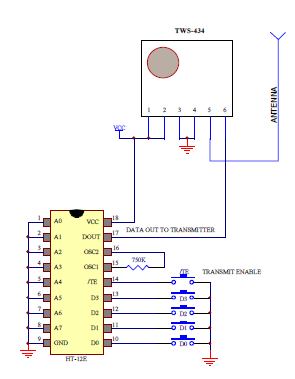 TWS-434
1 2 3 4 5 6
ANTENNA
VCC
1 A0 VCC 18
2 A1 DOUT 17 DATA OUT TO TRANSMITTER
3 A2 OSC2 16
4 A3 OSC1 15 750K
5 A4 /TE 14 /TE TRANSMIT ENABLE
6 A5 D3 13 D3
7 A6 D2 12 D2
8 A7 D1 11 D1
9 GND D0 10 D0
HT-12E